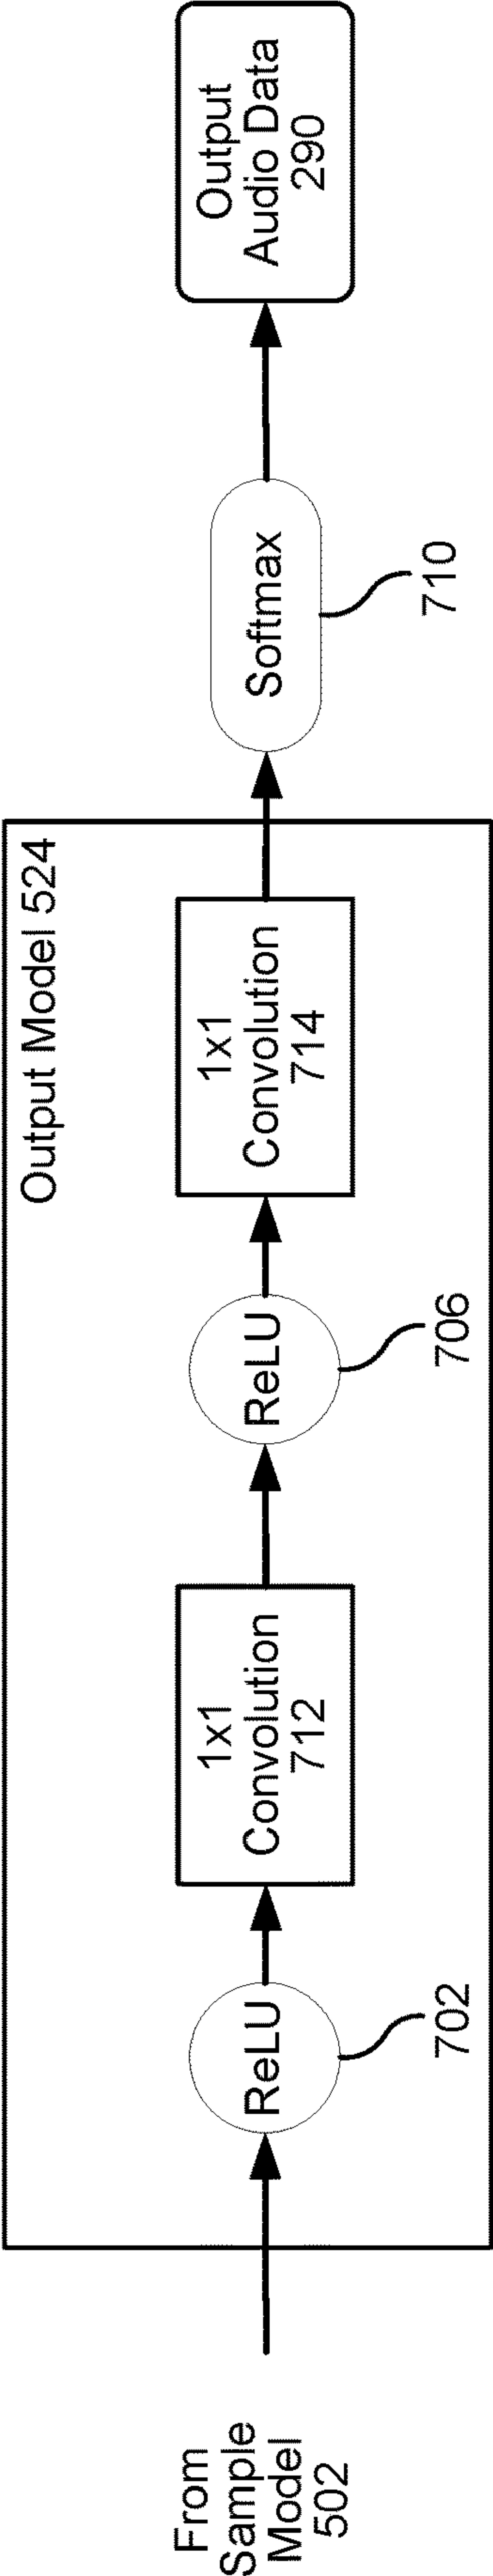 Output Model 524
From
Sample
Model
502
ReLU
702
1x1
Convolution
712
ReLU
706
1x1
Convolution
714
Softmax
710
Output
Audio Data
290